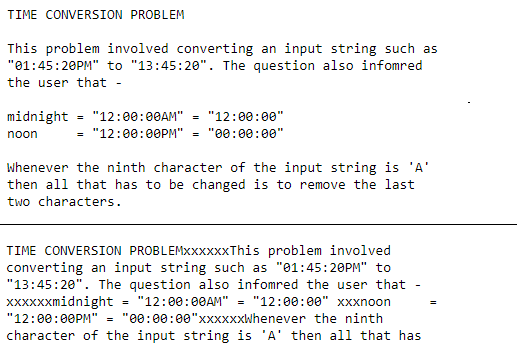 TIME CONVERSION PROBLEM
This problem involved converting an input string such as
"01:45:20PM" to "13:45:20". The question also infomred
the user that -
midnight = "12:00:00AM" = "12:00:00"
noon     = "12:00:00PM" = "00:00:00"
Whenever the ninth character of the input string is 'A'
then all that has to be changed is to remove the last
two characters.
TIME CONVERSION PROBLEMxxxxxxThis problem involved
converting an input string such as "01:45:20PM" to
"13:45:20". The question also infomred the user that -
xxxxxxmidnight = "12:00:00AM" = "12:00:00" xxxnoon     =
"12:00:00PM" = "00:00:00"xxxxxxWhenever the ninth
character of the input string is 'A' then all that has